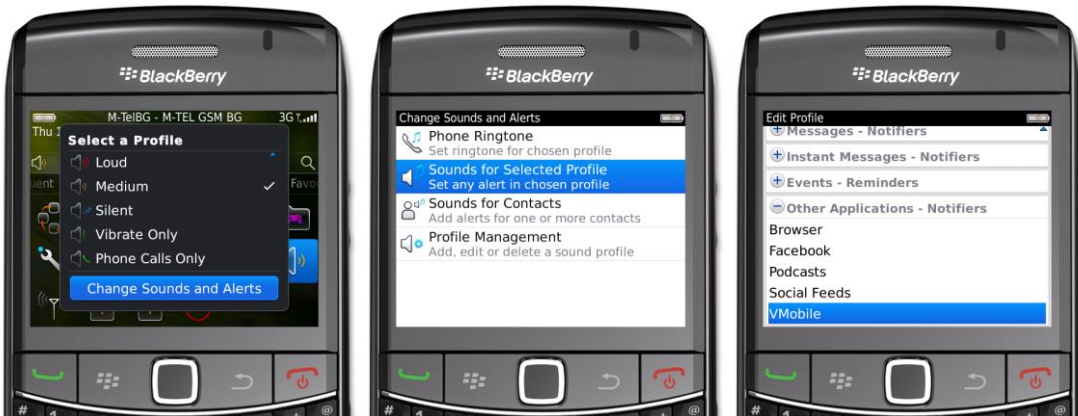 BlackBerry
M-TelBG - M-TEL GSM BG 3G
Thu
Select a Profile
Loud
Medium
Silent
Vibrate Only
Phone Calls Only
Change Sounds and Alerts
#
@
BlackBerry
Change Sounds and Alerts
Phone Ringtone
Set ringtone for chosen profile
Sounds for Selected Profile
Set any alert in chosen profile
Sounds for Contacts
Add alerts for one or more contacts
Profile Management
Add, edit or delete a sound profile
#
@
BlackBerry
Edit Profile
Messages - Notifiers
Instant Messages - Notifiers
Events - Reminders
Other Applications - Notifiers
Browser
Facebook
Podcasts
Social Feeds
VMobile
#
@